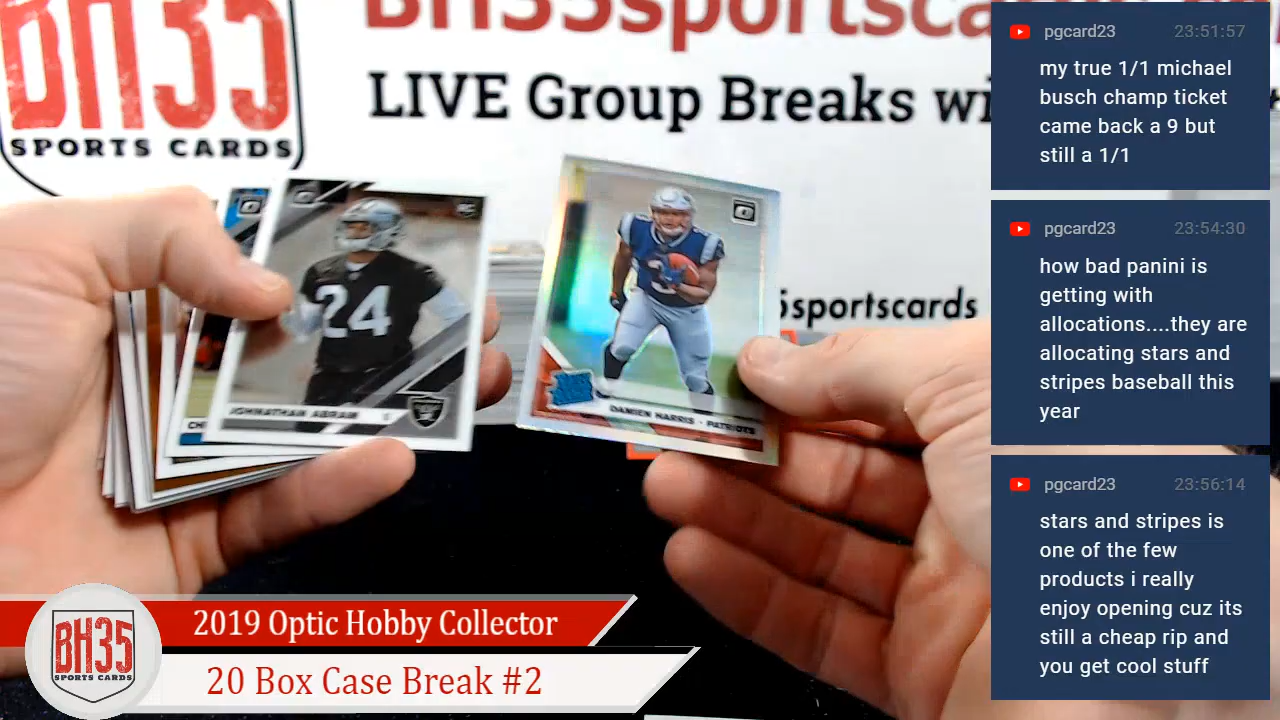 BH35sportscards
BH35
SPORTS CARDS
LIVE Group Breaks wi
sportscards
24
JOHNATHAN ABRAM
RC
CH
DAMIEN HARRIS - PATRIOTS
pgcard23 23:51:57
my true 1/1 michael
busch champ ticket
came back a 9 but
still a 1/1
pgcard23 23:54:30
how bad panini is
getting with
allocations....they are
allocating stars and
stripes baseball this
year
pgcard23 23:56:14
stars and stripes is
one of the few
products i really
enjoy opening cuz its
still a cheap rip and
you get cool stuff
BH35
SPORTS CARDS
2019 Optic Hobby Collector
20 Box Case Break #2